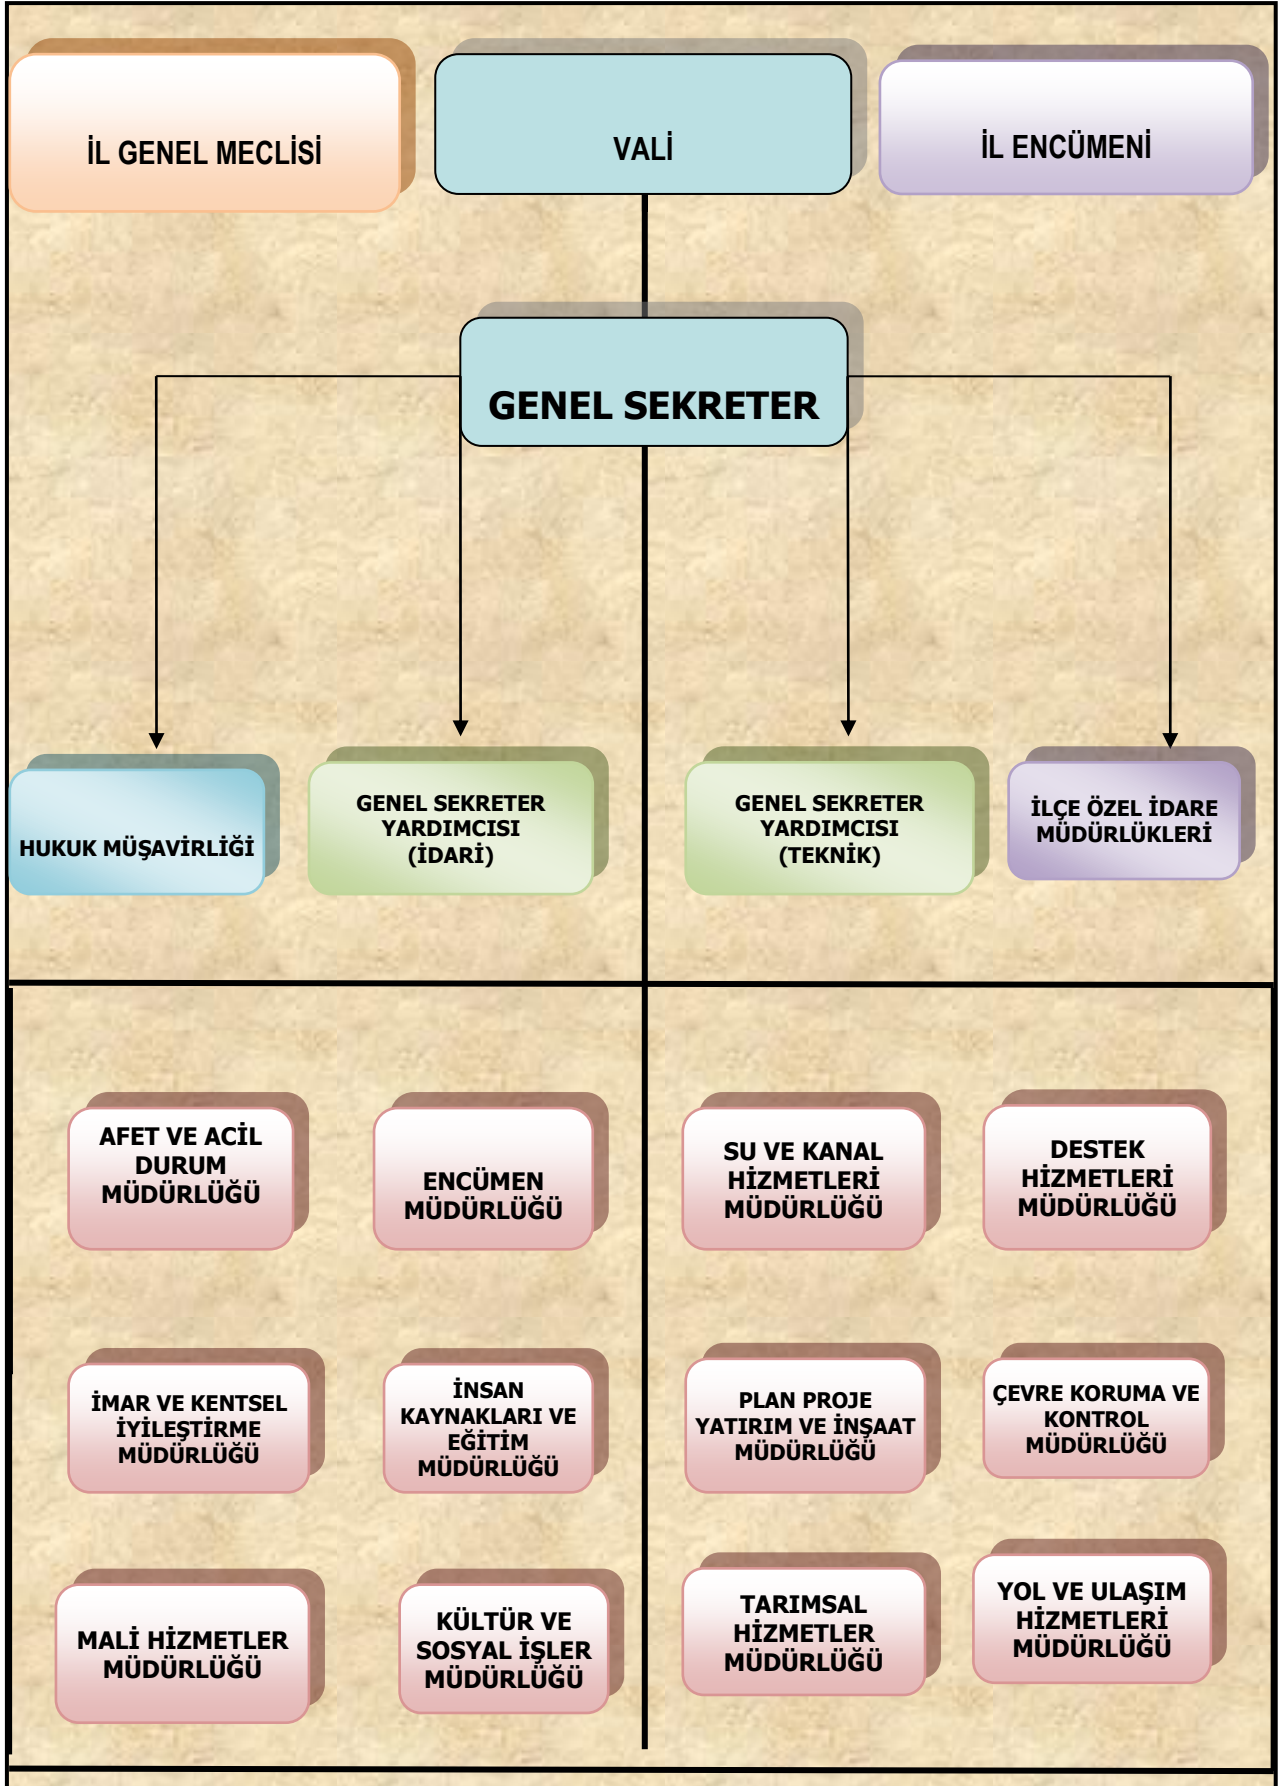 İL GENEL MECLİSİ
VALİ
İL ENCÜMENİ
GENEL SEKRETER
HUKUK MÜŞAVİRLİĞİ
GENEL SEKRETER
YARDIMCISI
(İDARİ)
GENEL SEKRETER
YARDIMCISI
(TEKNİK)
İLÇE ÖZEL İDARE
MÜDÜRLÜKLERİ
AFET VE ACİL
DURUM
MÜDÜRLÜĞÜ
ENCÜMEN
MÜDÜRLÜĞÜ
SU VE KANAL
HİZMETLERİ
MÜDÜRLÜĞÜ
DESTEK
HİZMETLERİ
MÜDÜRLÜĞÜ
İMAR VE KENTSEL
İYİLEŞTİRME
MÜDÜRLÜĞÜ
İNSAN
KAYNAKLARI VE
EĞİTİM
MÜDÜRLÜĞÜ
PLAN PROJE
YATIRIM VE İNŞAAT
MÜDÜRLÜĞÜ
ÇEVRE KORUMA VE
KONTROL
MÜDÜRLÜĞÜ
MALİ HİZMETLER
MÜDÜRLÜĞÜ
KÜLTÜR VE
SOSYAL İŞLER
MÜDÜRLÜĞÜ
TARIMSAL
HİZMETLER
MÜDÜRLÜĞÜ
YOL VE ULAŞIM
HİZMETLERİ
MÜDÜRLÜĞÜ